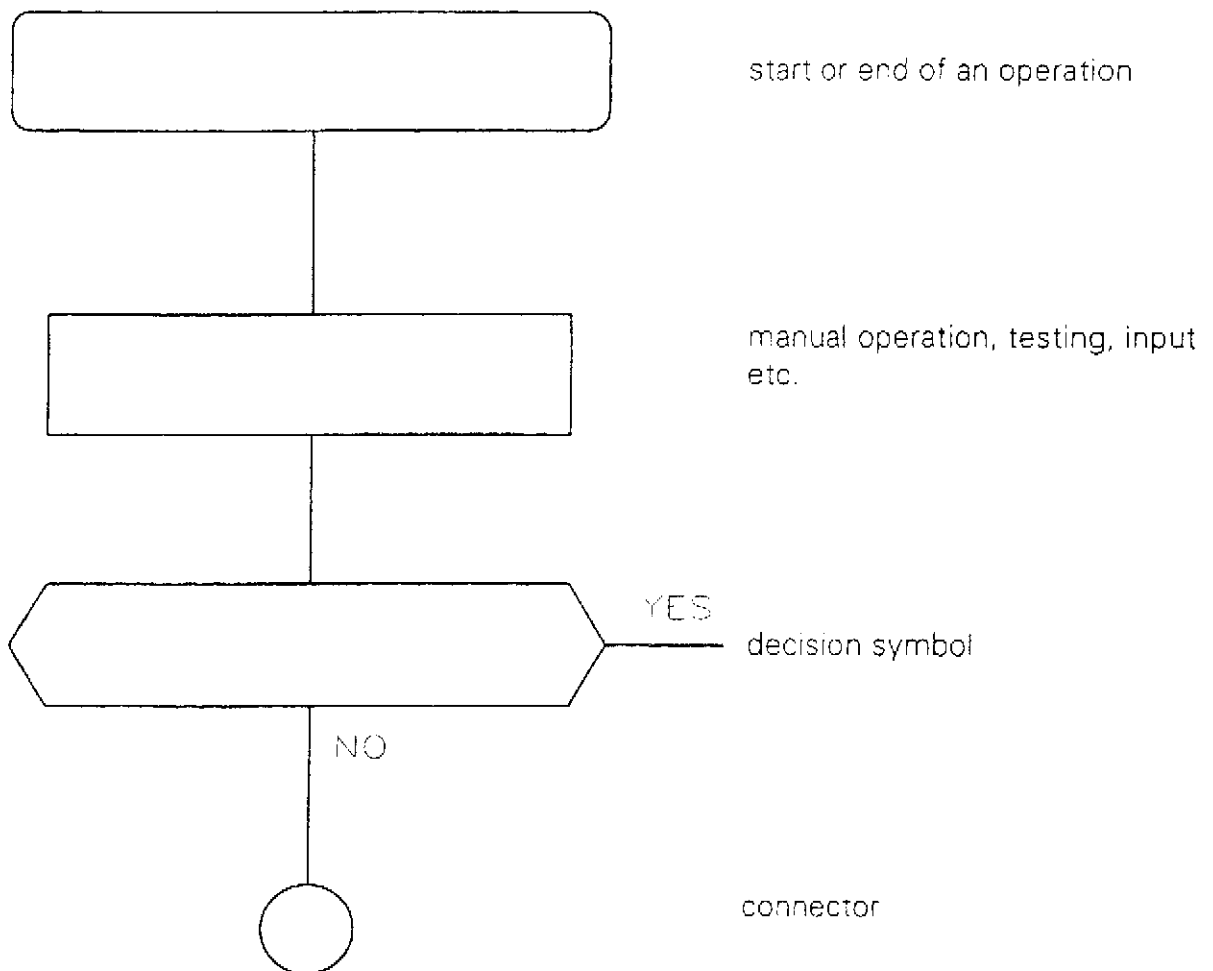 start or end of an operation
manual operation, testing, input
etc.
YES
decision symbol
NO
connector